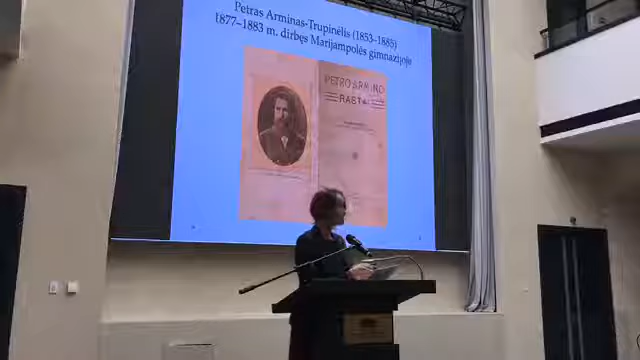 Petras Arminas-Trupinėlis (1853–1885)
1877–1883 m. dirbęs Marijampolės gimnazijoje
PETRO ARMINO
RAŠTAI